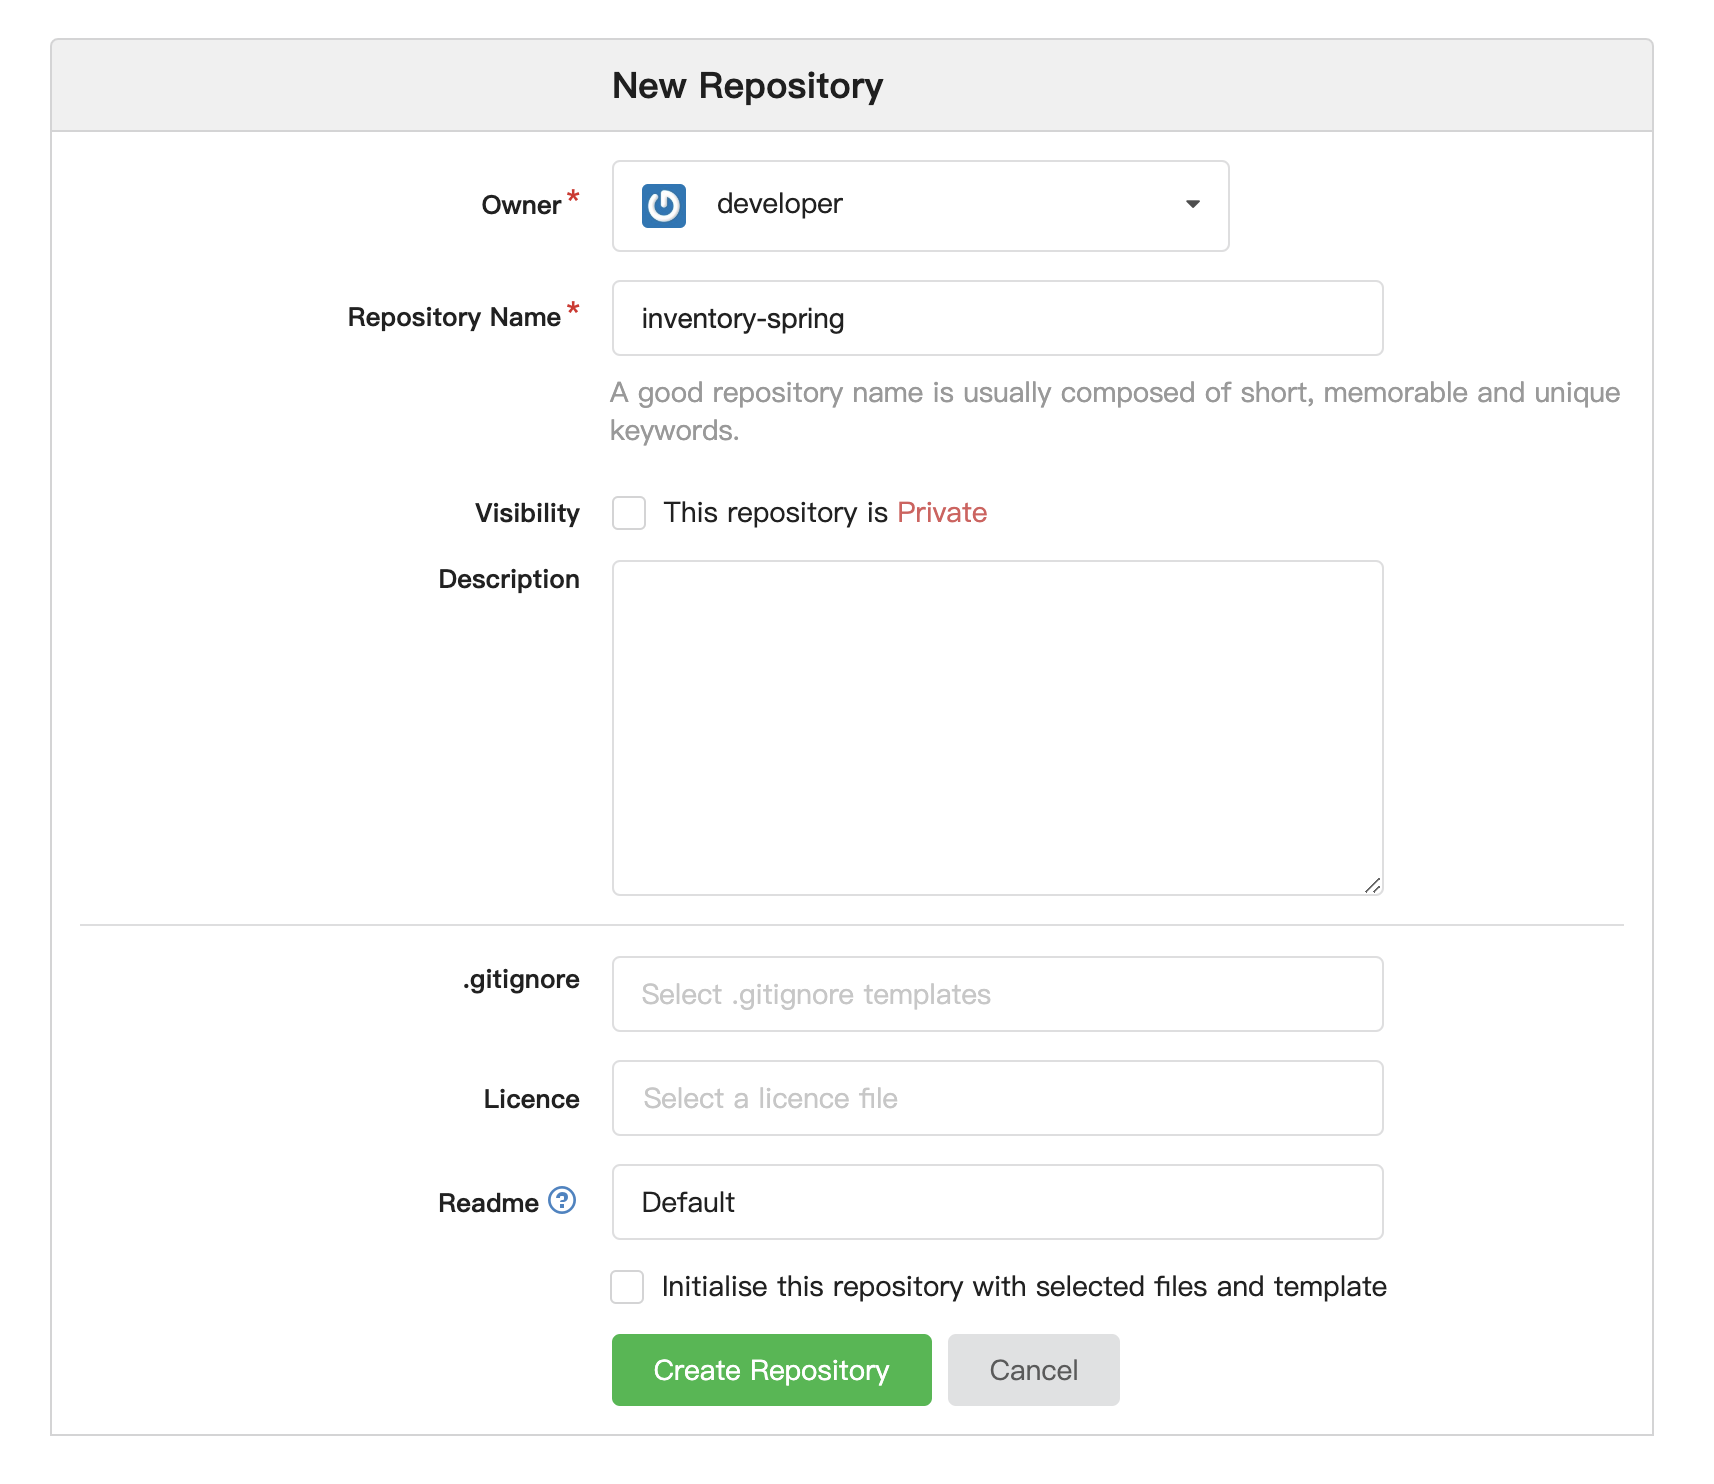 New Repository
Owner*
developer
Repository Name*
inventory-spring
A good repository name is usually composed of short, memorable and unique
keywords.
Visibility
This repository is Private
Description
.gitignore
Select .gitignore templates
Licence
Select a licence file
Readme ?
Default
Initialise this repository with selected files and template
Create Repository
Cancel